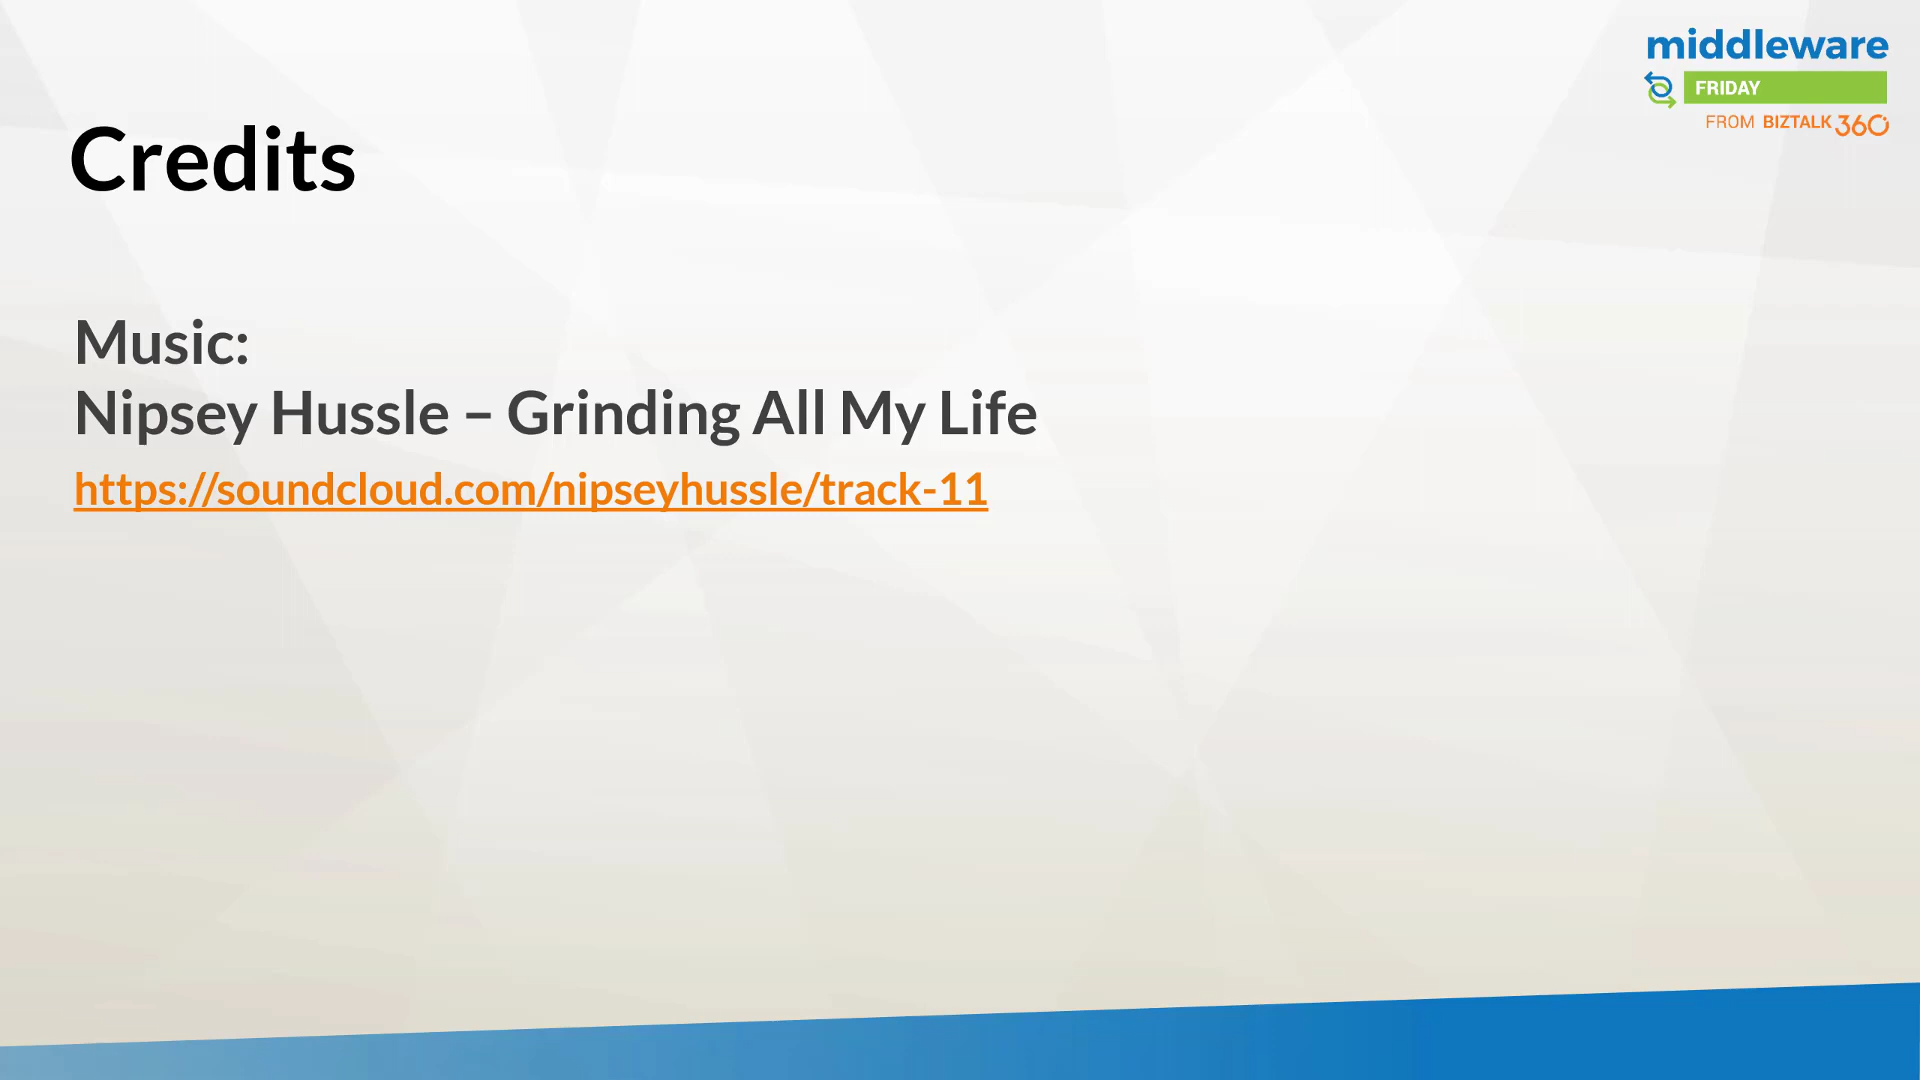 middleware
FRIDAY
FROM BIZTALK 360
Credits
Music:
Nipsey Hussle – Grinding All My Life
https://soundcloud.com/nipseyhussle/track-11